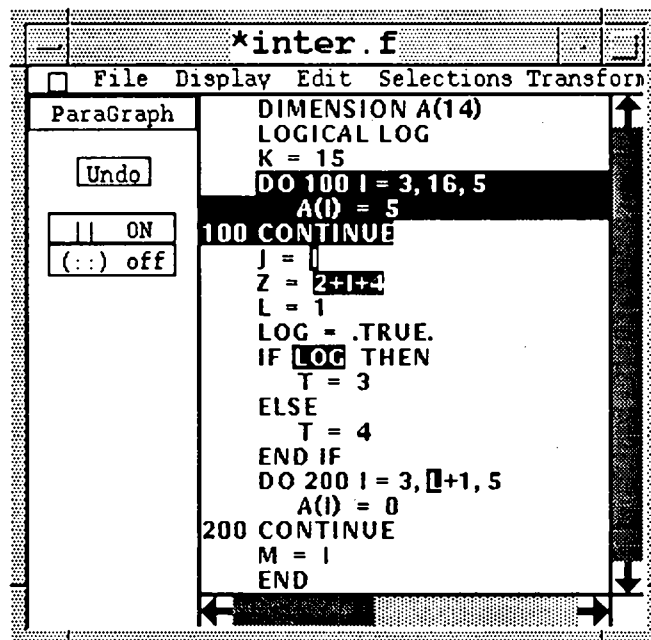 *inter.f
File Display Edit Selections Transform
ParaGraph
Undo
|| ON
(::) off
DIMENSION A(14)
LOGICAL LOG
K = 15
DO 100 I = 3, 16, 5
A(I) = 5
100 CONTINUE
J = I
Z = 2+I+4
L = 1
LOG = .TRUE.
IF LOG THEN
T = 3
ELSE
T = 4
END IF
DO 200 I = 3, L+1, 5
A(I) = 0
200 CONTINUE
M = I
END